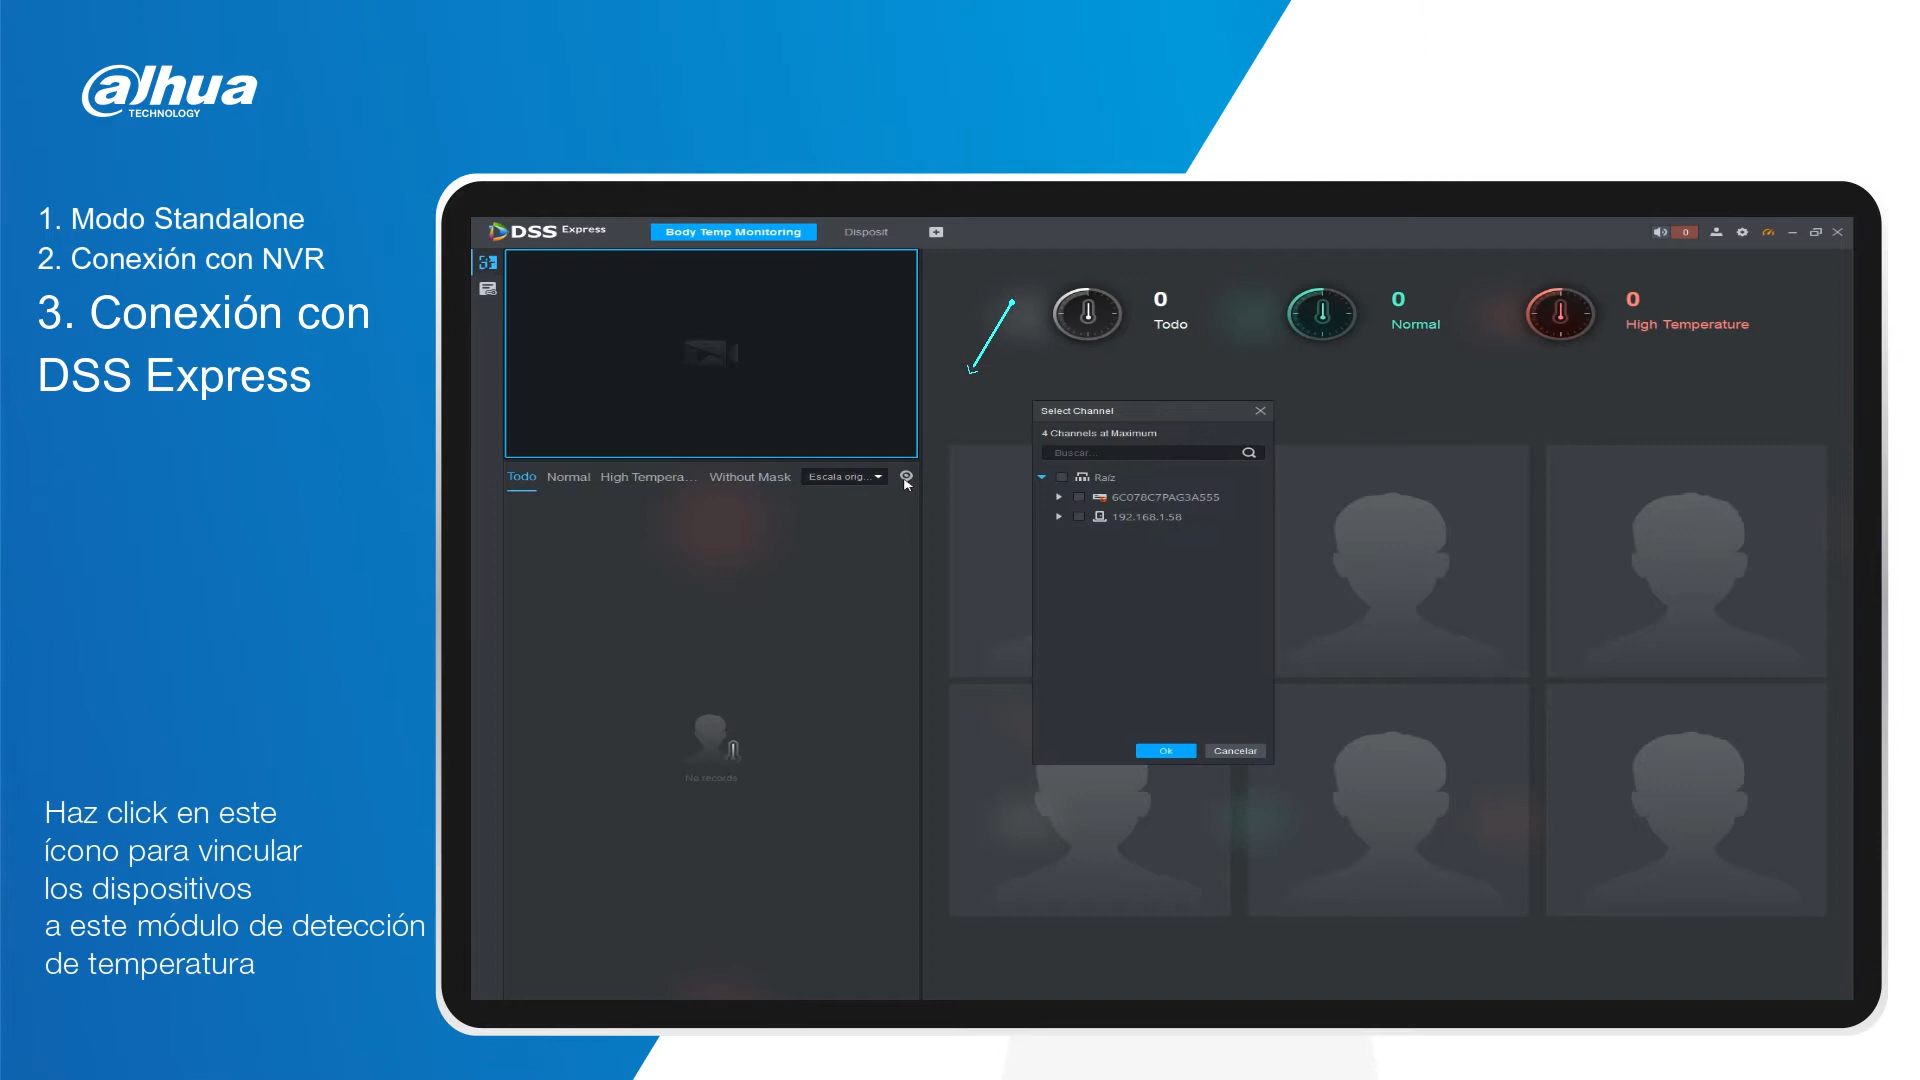 alhua
TECHNOLOGY
1. Modo Standalone
2. Conexión con NVR
3. Conexión con
DSS Express
Haz click en este
ícono para vincular
los dispositivos
a este módulo de detección
de temperatura
DSS Express
Body Temp Monitoring
Disposit
0
0
Todo
0
Normal
0
High Temperature
Todo
Normal
High Tempera...
Without Mask
Escala orig...
No records
Select Channel
4 Channels at Maximum
Buscar...
Raíz
6C078C7PAG3A555
192.168.1.58
Ok
Cancelar